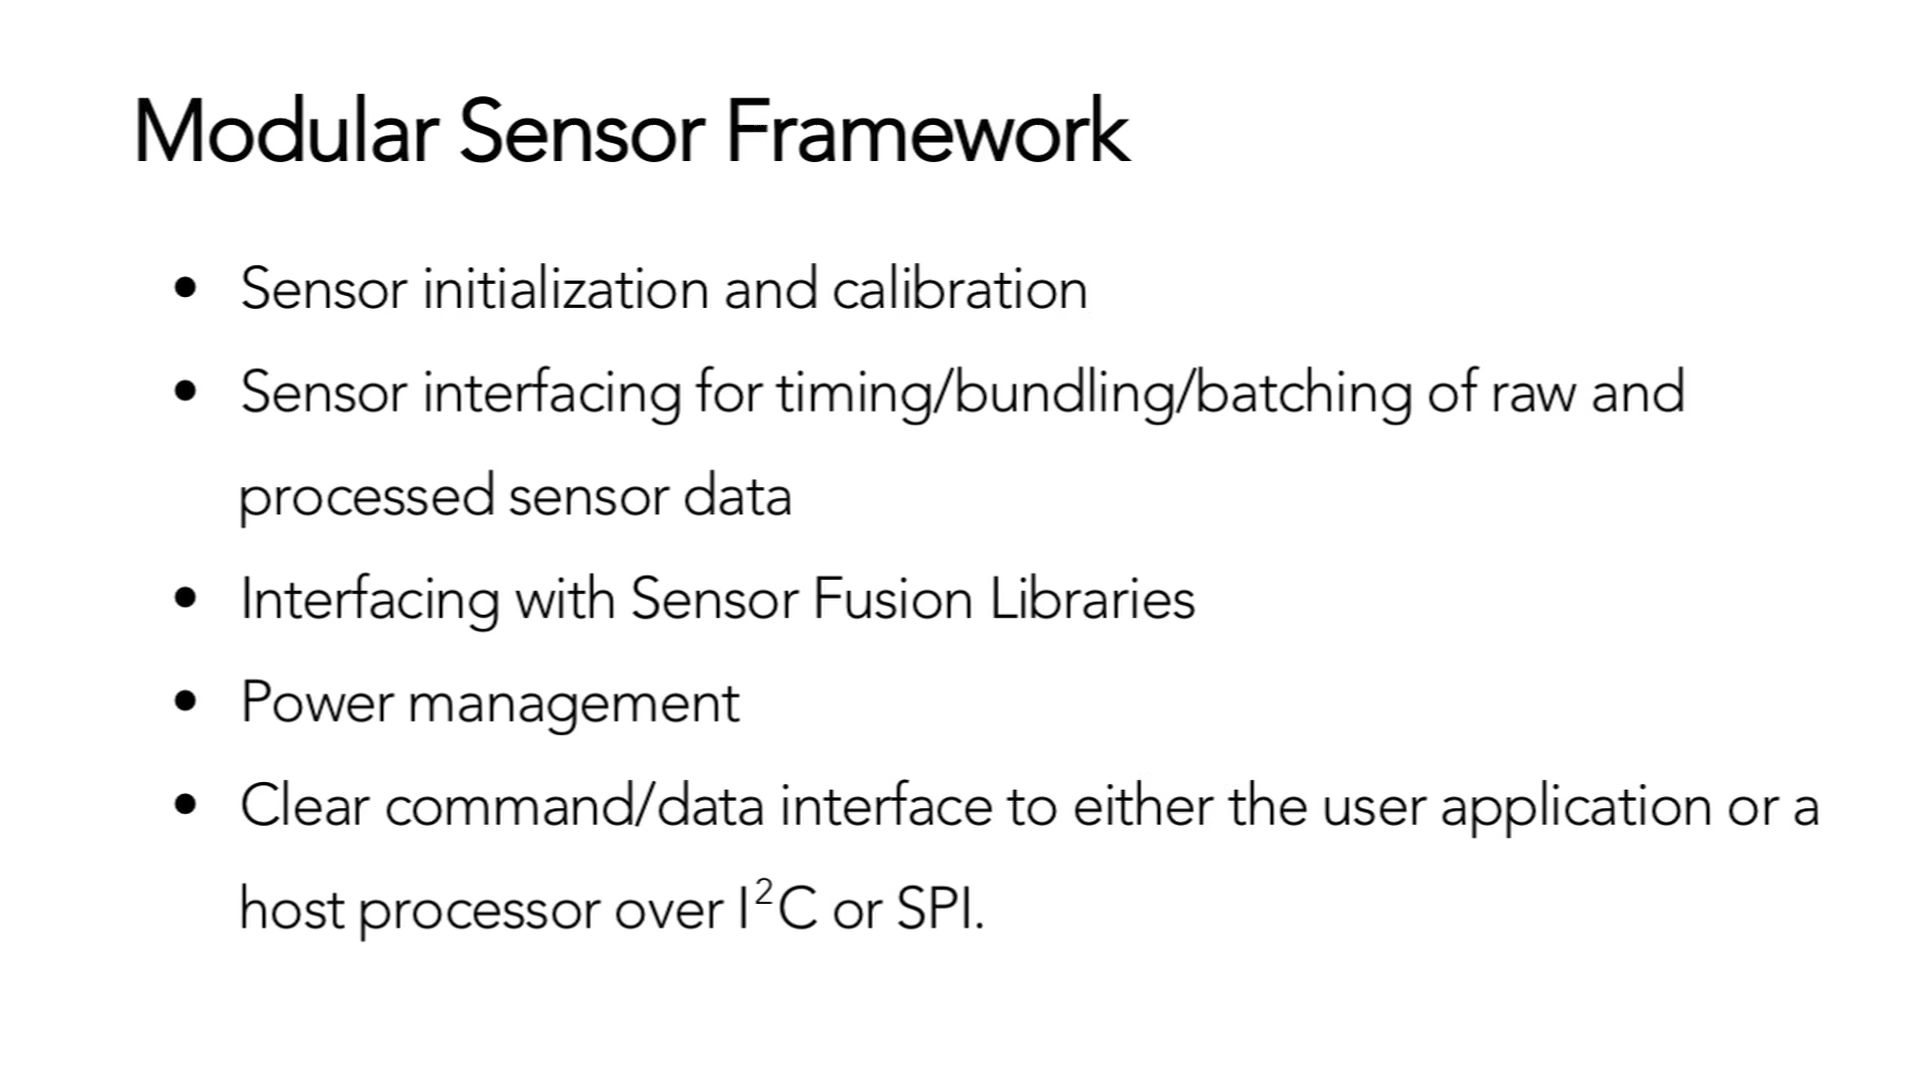 Modular Sensor Framework
• Sensor initialization and calibration
• Sensor interfacing for timing/bundling/batching of raw and
processed sensor data
• Interfacing with Sensor Fusion Libraries
• Power management
• Clear command/data interface to either the user application or a
host processor over I²C or SPI.